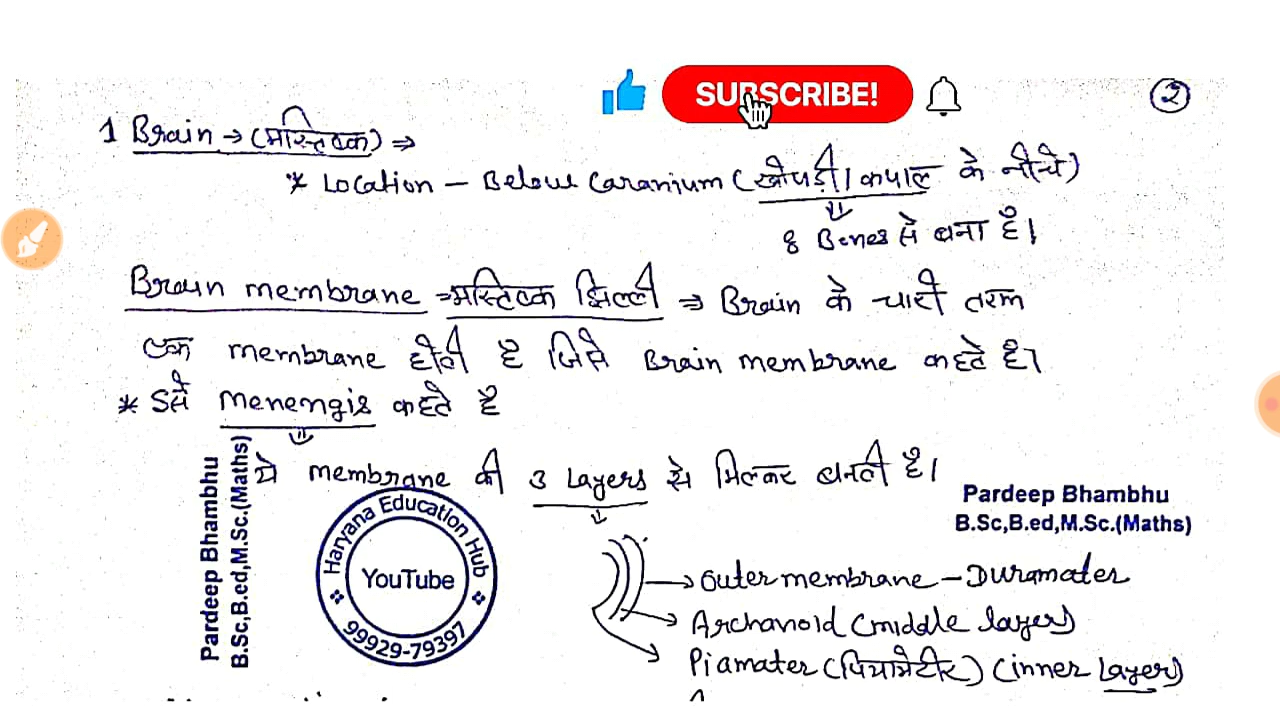 SUBSCRIBE!
②
1 Brain → (मस्तिष्क) ⇒
* Location – Below Caranium (खोपड़ी। कपाल के नीचे)
8 Bones से बना है।
Brain membrane ⇒ मस्तिष्क झिल्ली ⇒ Brain के चारों तरफ
एक membrane होती है जिसे Brain membrane कहते है।
* इसे menengis कहते है
ये membrane की 3 Layers से मिलकर बनती है।
Pardeep Bhambhu
B.Sc,B.ed,M.Sc.(Maths)
Haryana Education Hub
YouTube
99929-79397
Pardeep Bhambhu
B.Sc,B.ed,M.Sc.(Maths)
→ Outer membrane – Duramater
→ Archanoid (middle layers)
→ Piamater (पियामेटीर) (inner Layer)